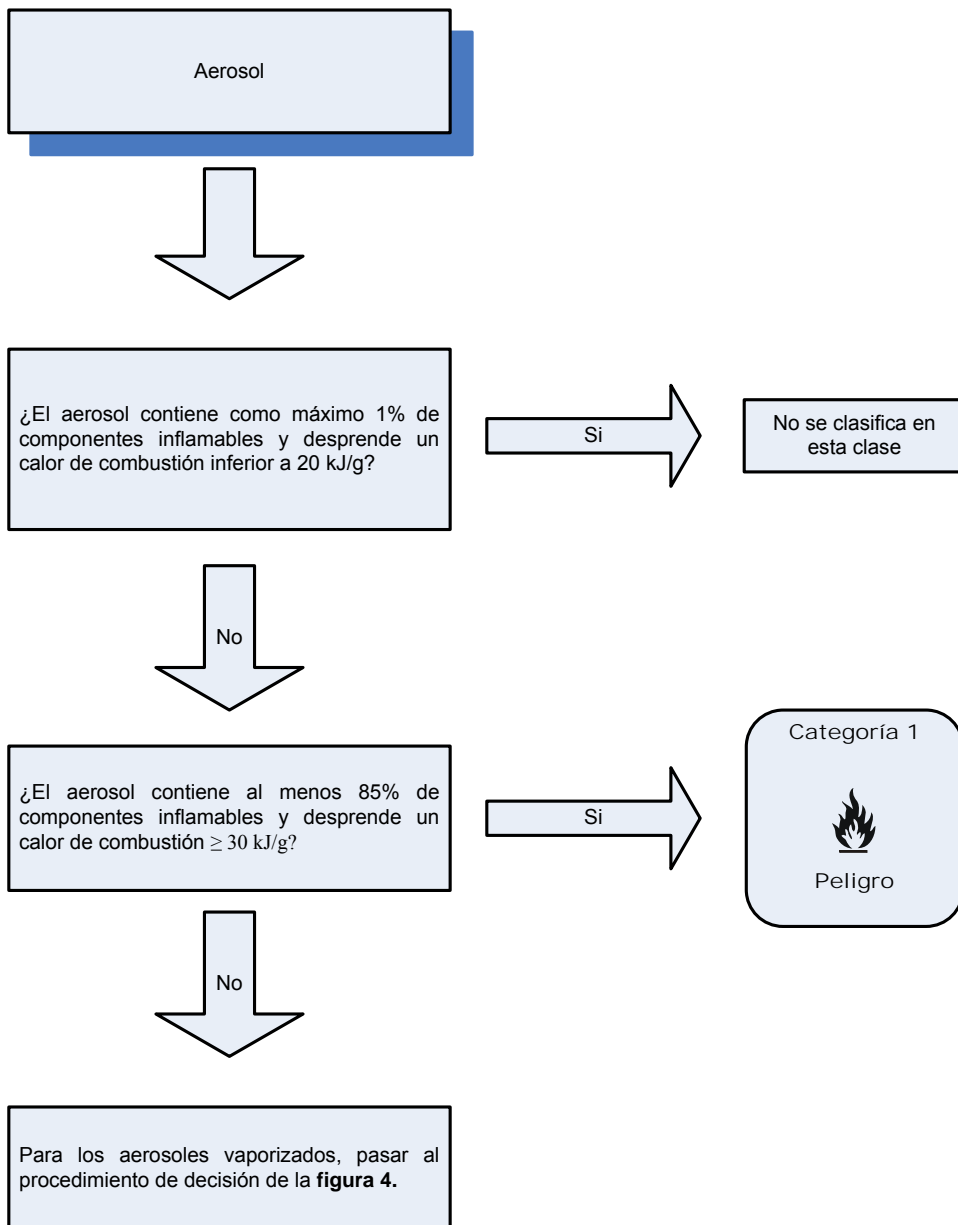 Aerosol
¿El aerosol contiene como máximo 1% de
componentes inflamables y desprende un
calor de combustión inferior a 20 kJ/g?
Si
No se clasifica en
esta clase
No
¿El aerosol contiene al menos 85% de
componentes inflamables y desprende un
calor de combustión ≥ 30 kJ/g?
Si
Categoría 1
Peligro
No
Para los aerosoles vaporizados, pasar al
procedimiento de decisión de la figura 4.